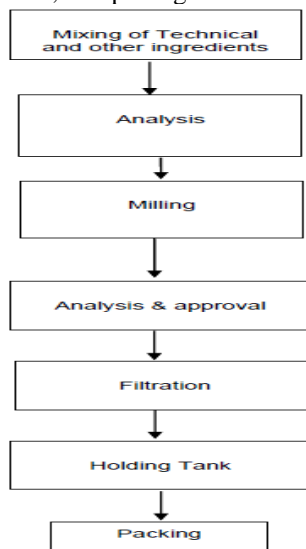 Mixing of Technical
and other ingredients
Analysis
Milling
Analysis & approval
Filtration
Holding Tank
Packing